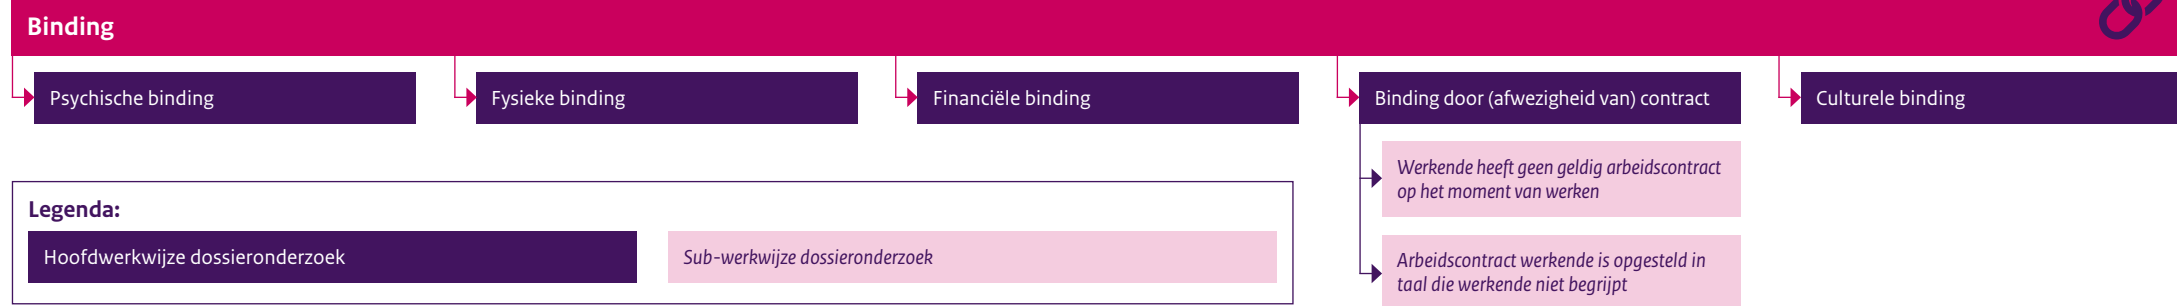 Binding
Psychische binding
Fysieke binding
Financiële binding
Binding door (afwezigheid van) contract
Culturele binding
Werkende heeft geen geldig arbeidscontract
op het moment van werken
Arbeidscontract werkende is opgesteld in
taal die werkende niet begrijpt
Legenda:
Hoofdwerkwijze dossieronderzoek
Sub-werkwijze dossieronderzoek